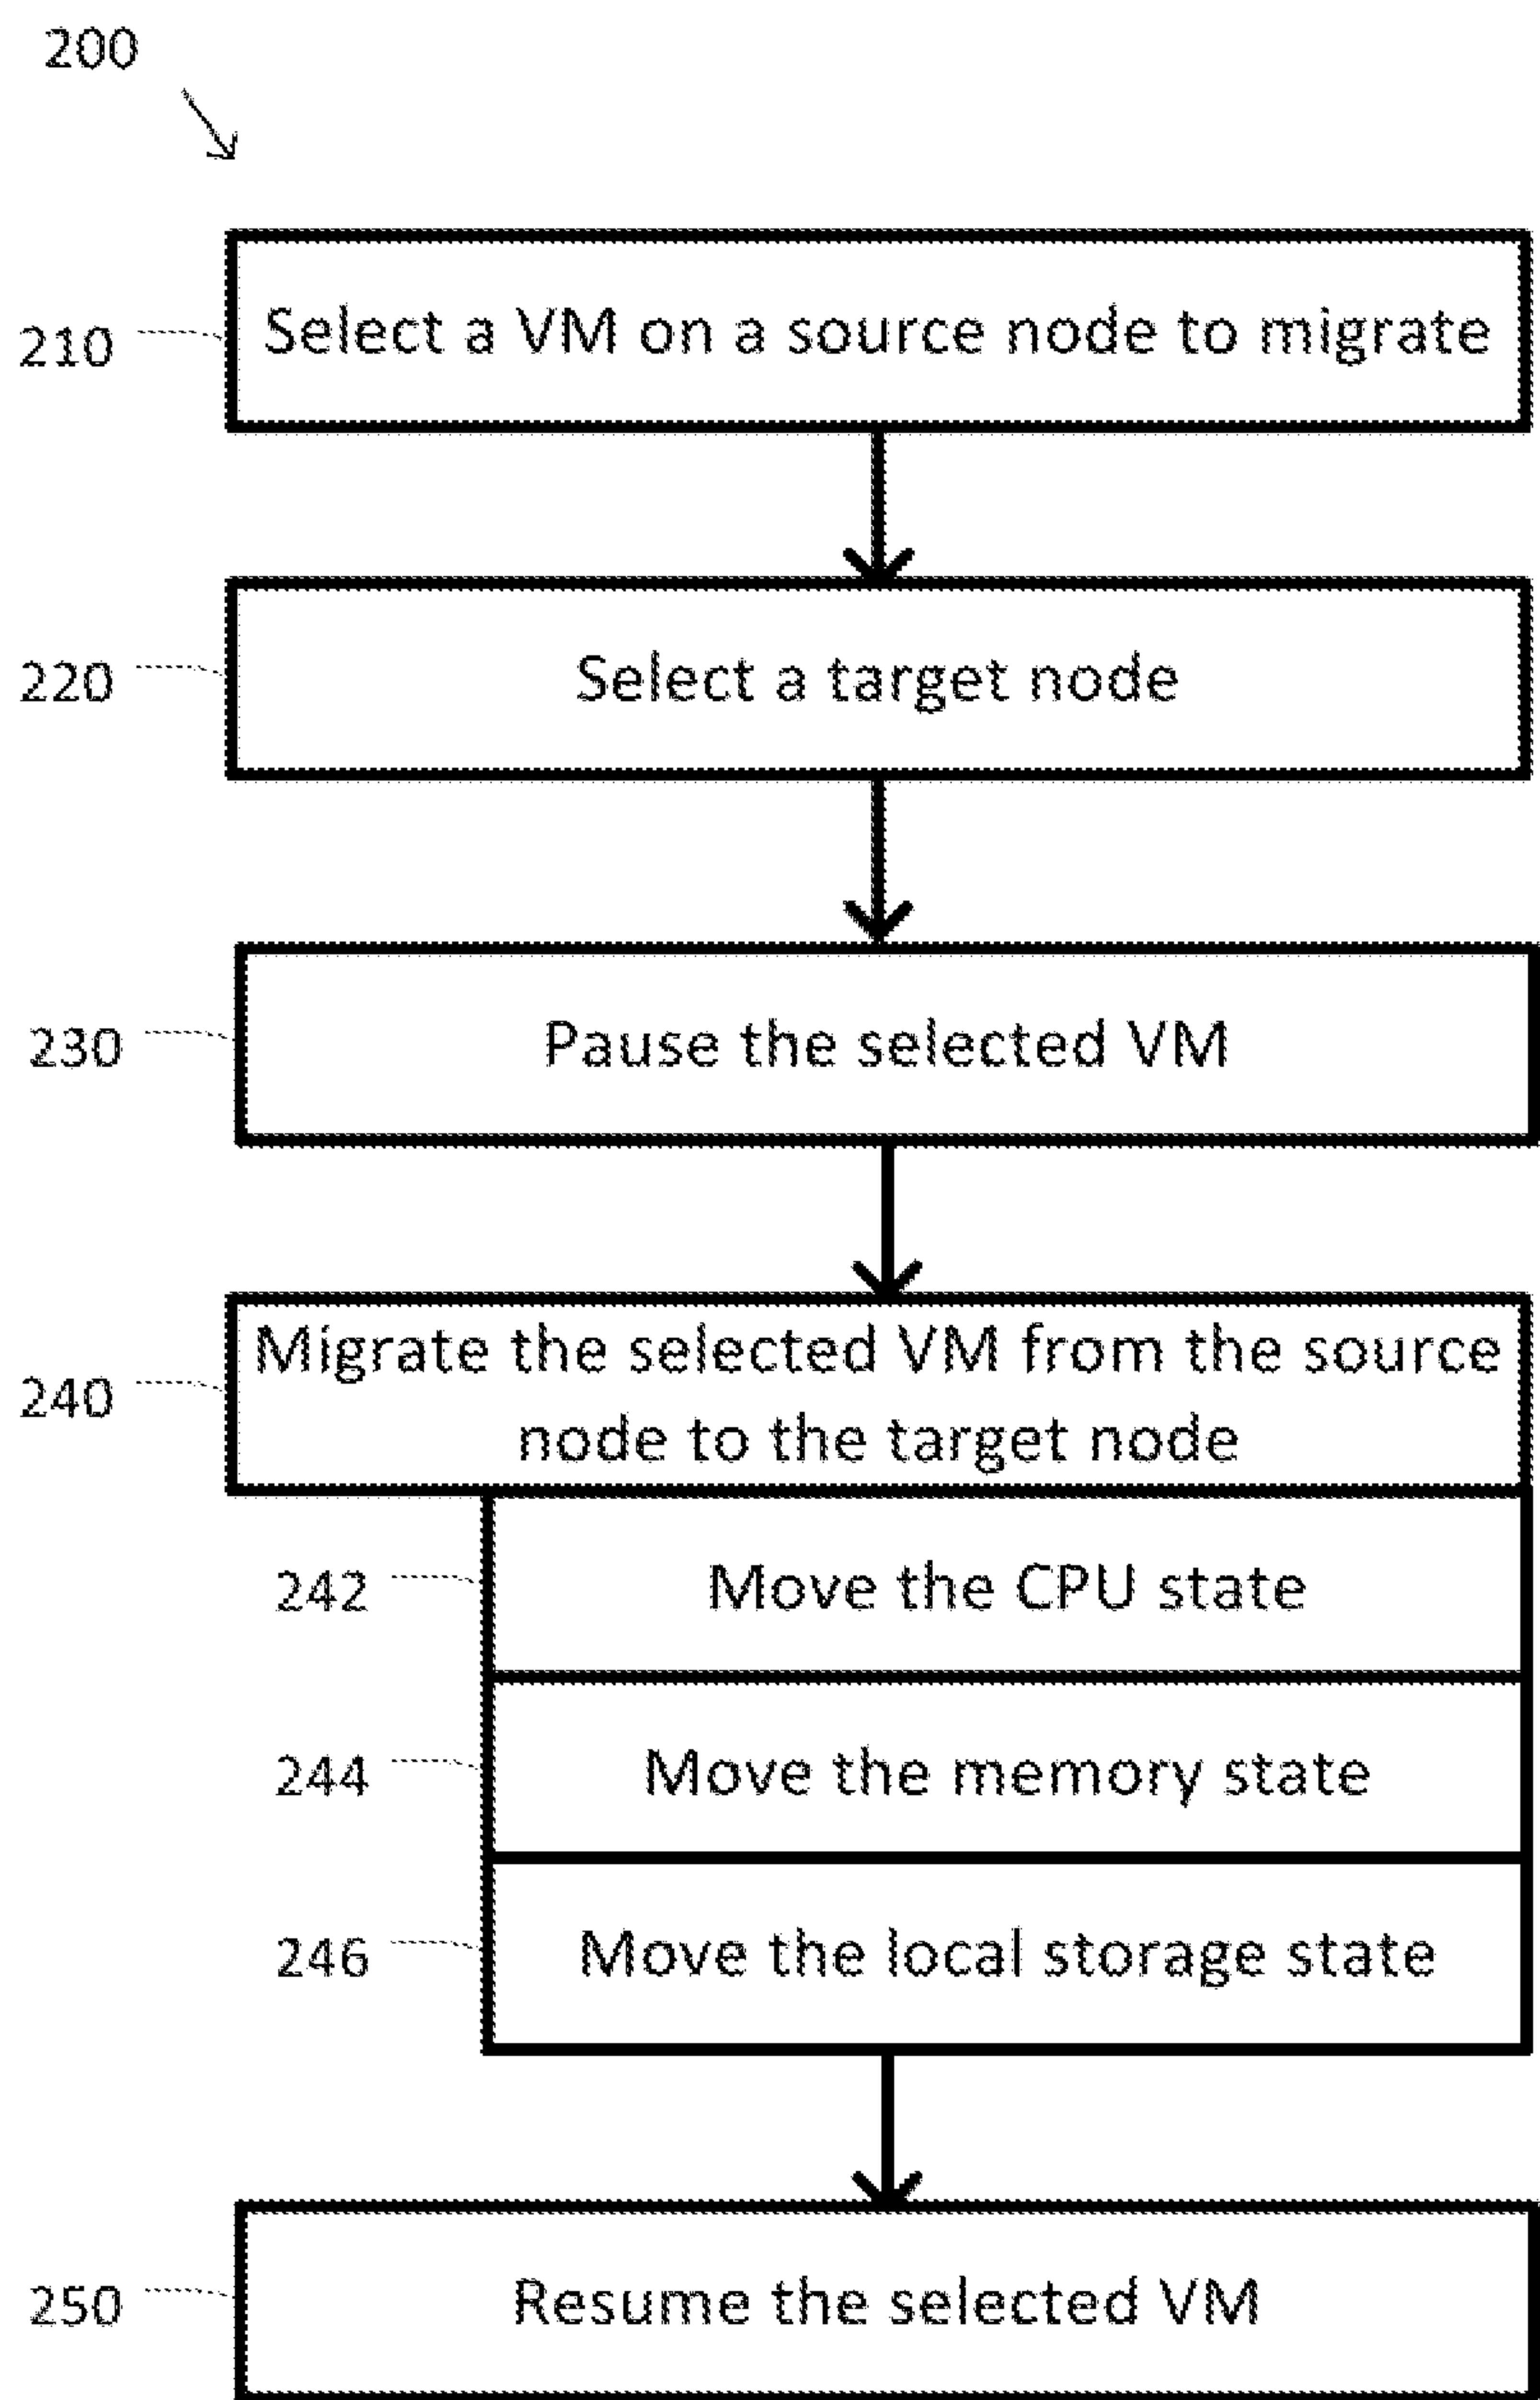 200
210
Select a VM on a source node to migrate
220
Select a target node
230
Pause the selected VM
240
Migrate the selected VM from the source
node to the target node
242
Move the CPU state
244
Move the memory state
246
Move the local storage state
250
Resume the selected VM